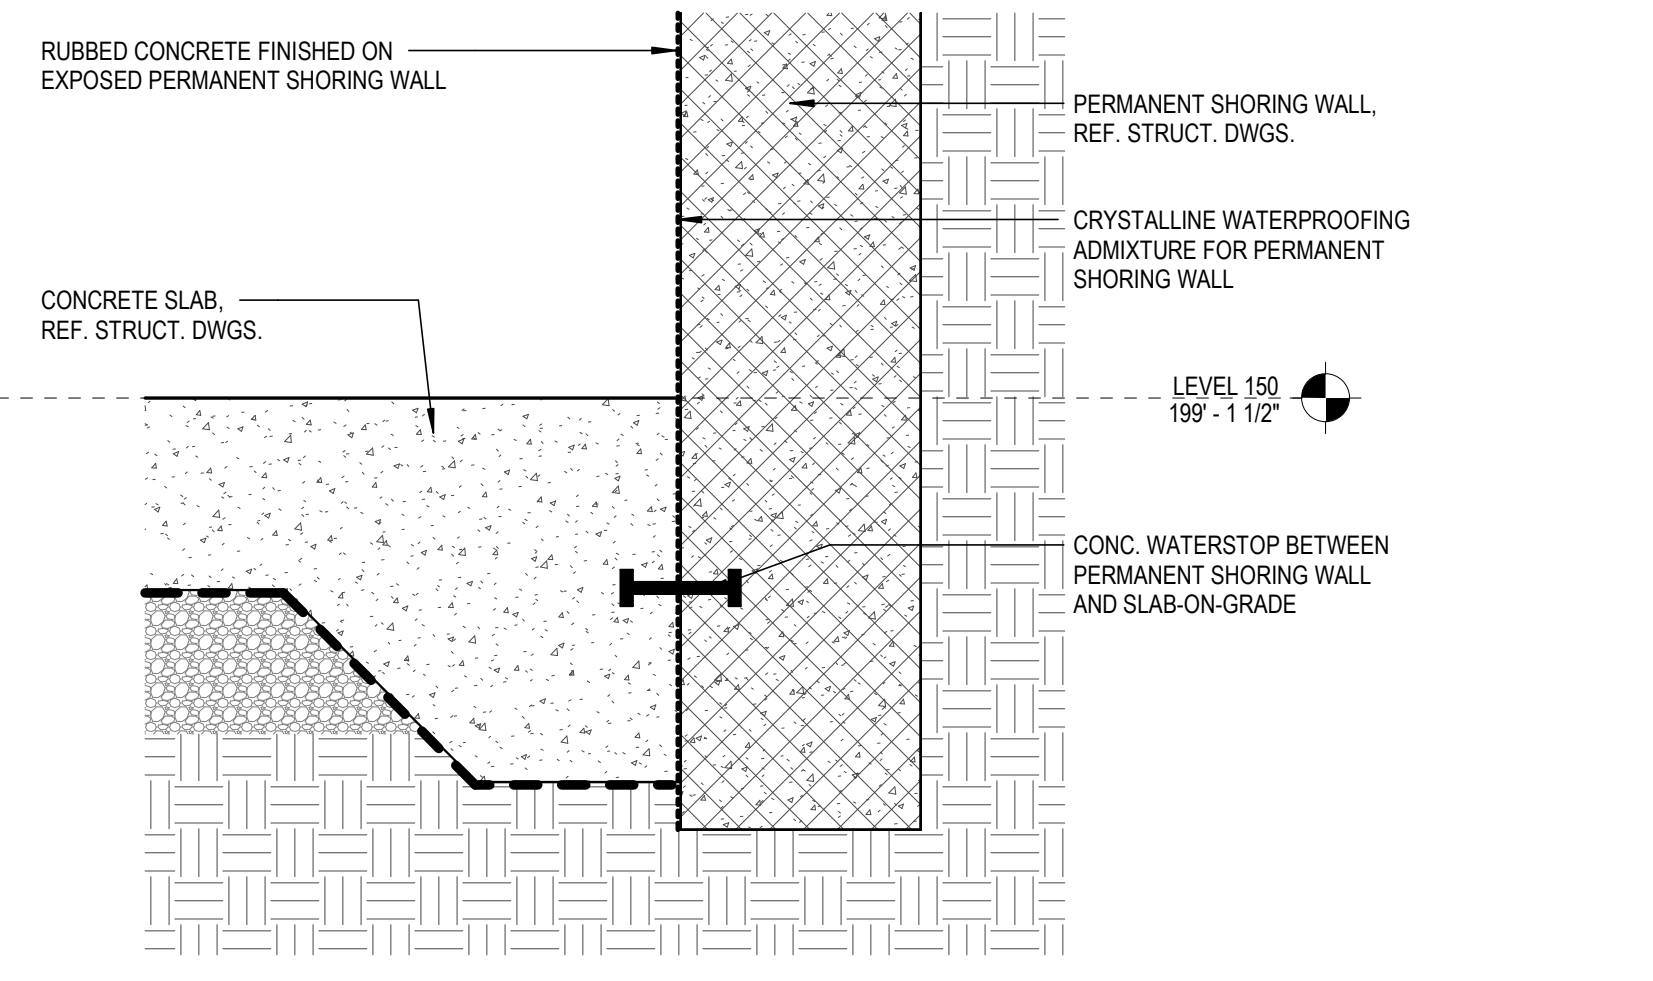 RUBBED CONCRETE FINISHED ON
EXPOSED PERMANENT SHORING WALL
PERMANENT SHORING WALL,
REF. STRUCT. DWGS.
CRYSTALLINE WATERPROOFING
ADMIXTURE FOR PERMANENT
SHORING WALL
CONCRETE SLAB,
REF. STRUCT. DWGS.
LEVEL 150
199' - 1 1/2"
CONC. WATERSTOP BETWEEN
PERMANENT SHORING WALL
AND SLAB-ON-GRADE